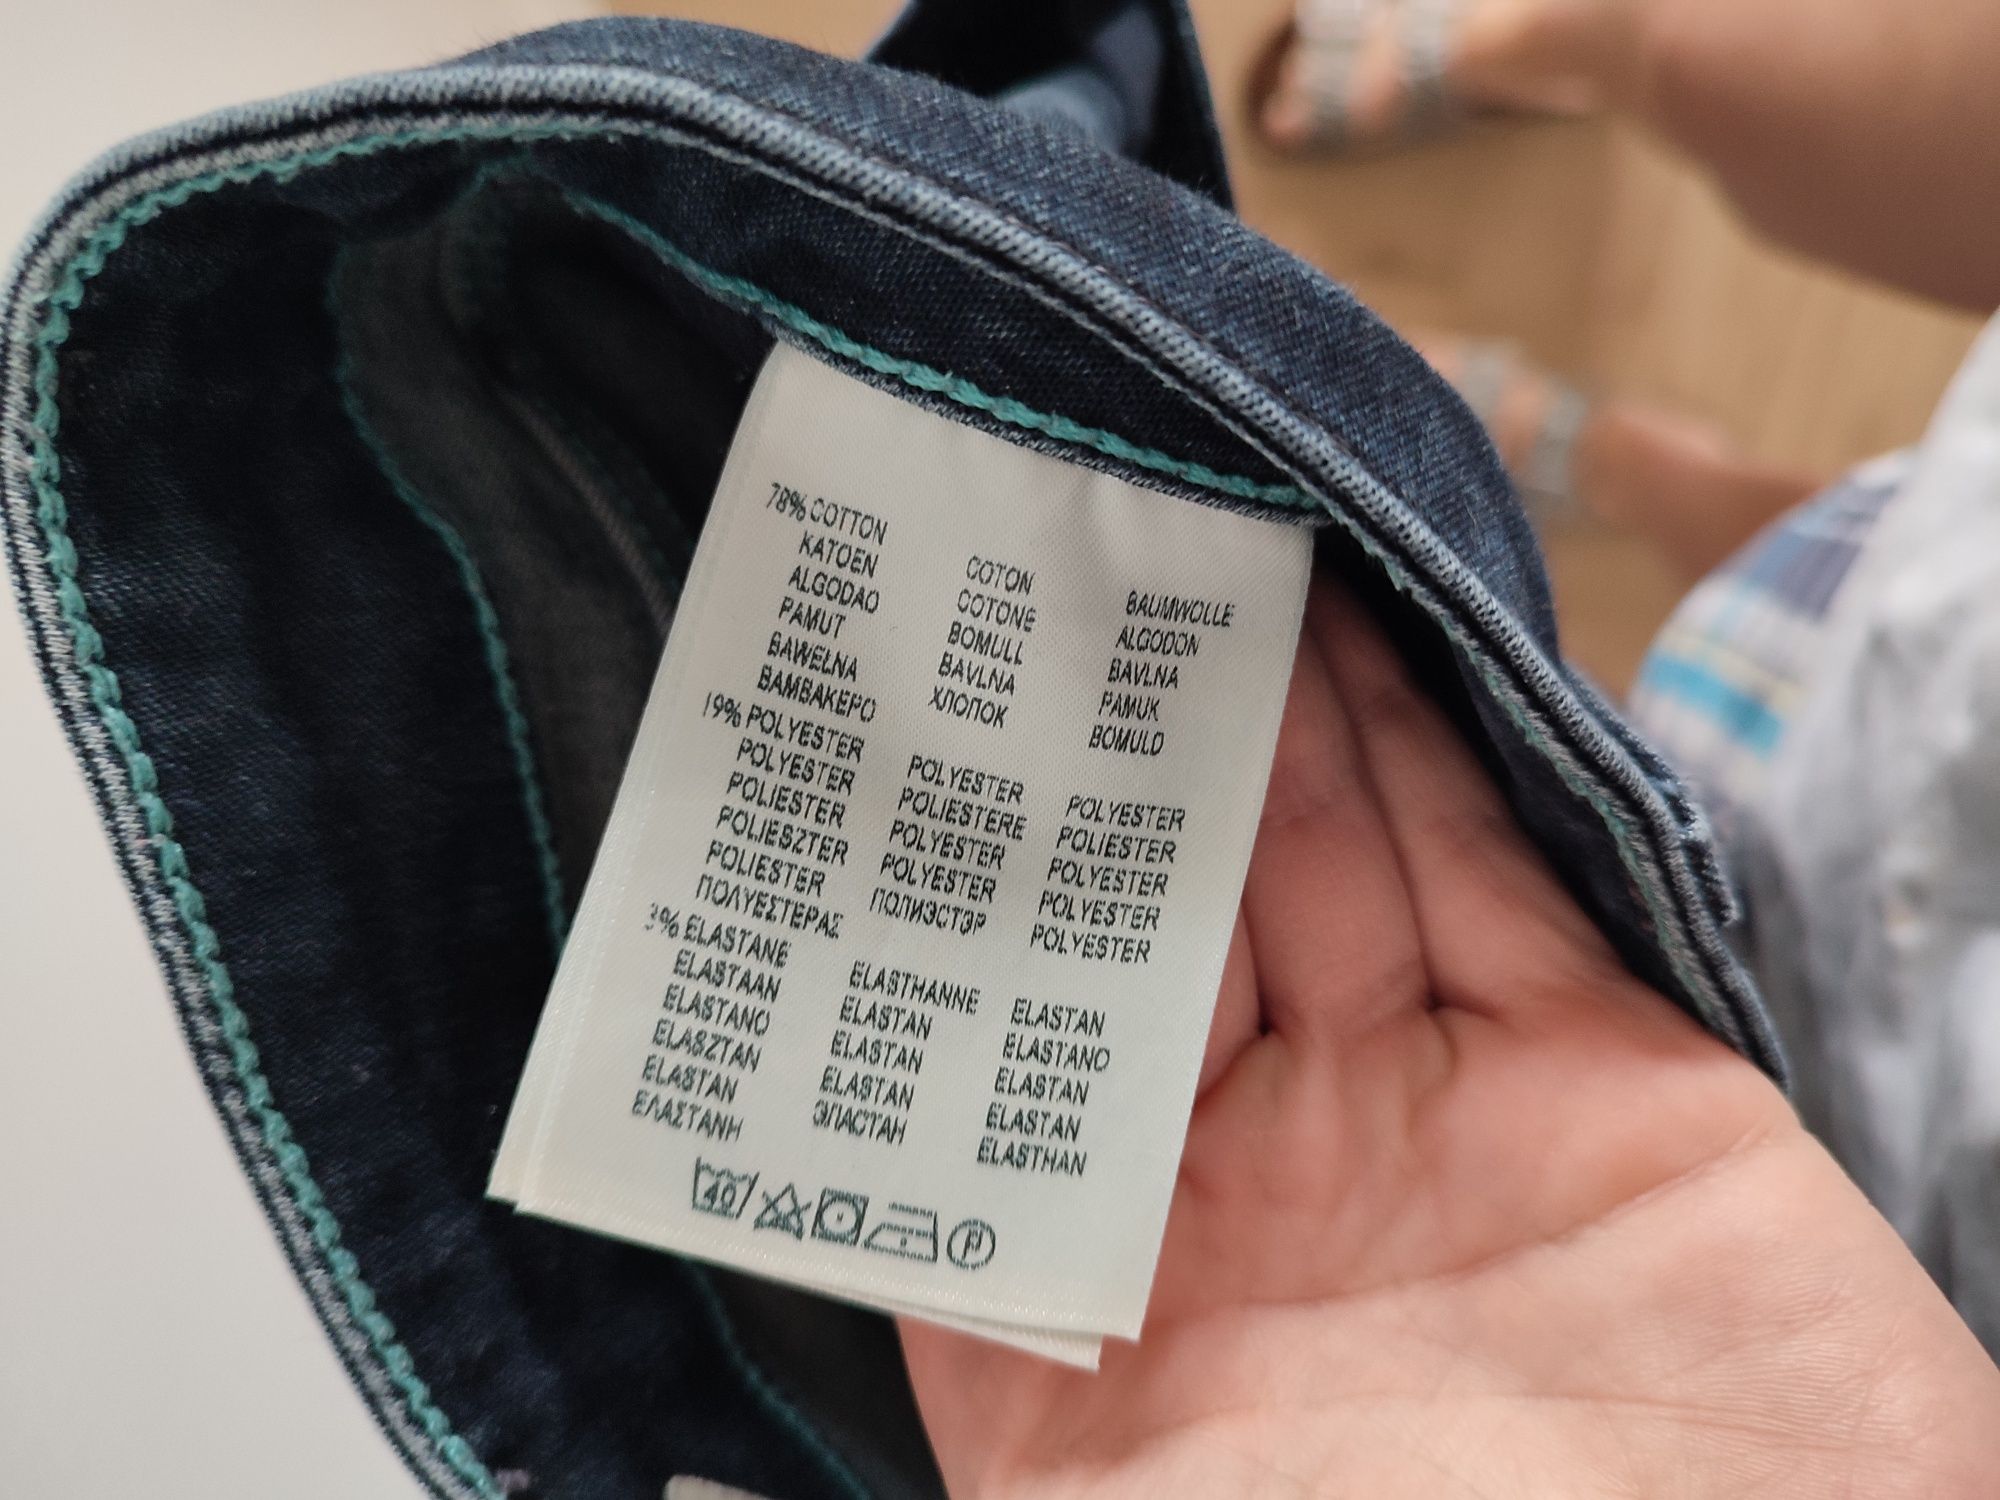 78% COTTON COTON BAUMWOLLE
KATOEN COTONE ALGODON
ALGODAO BOMULL BAVLNA
PAMUT BAVLNA PAMUK
BAWEŁNA ХЛОПОК BOMULD
ΒΑΜΒΑΚΕΡΟ
19% POLYESTER POLYESTER POLYESTER
POLYESTER POLIESTERE POLIESTER
POLIESTER POLYESTER POLYESTER
POLIESZTER POLYESTER POLYESTER
POLIESTER ПОЛИЭСТЭР POLYESTER
ΠΟΛΥΕΣΤΕΡΑΣ
3% ELASTANE ELASTHANNE ELASTAN
ELASTAAN ELASTAN ELASTANO
ELASTANO ELASTAN ELASTAN
ELASZTAN ELASTAN ELASTAN
ELASTAN ЭЛАСТАН ELASTHAN
ΕΛΑΣΤΑΝΗ
40 P